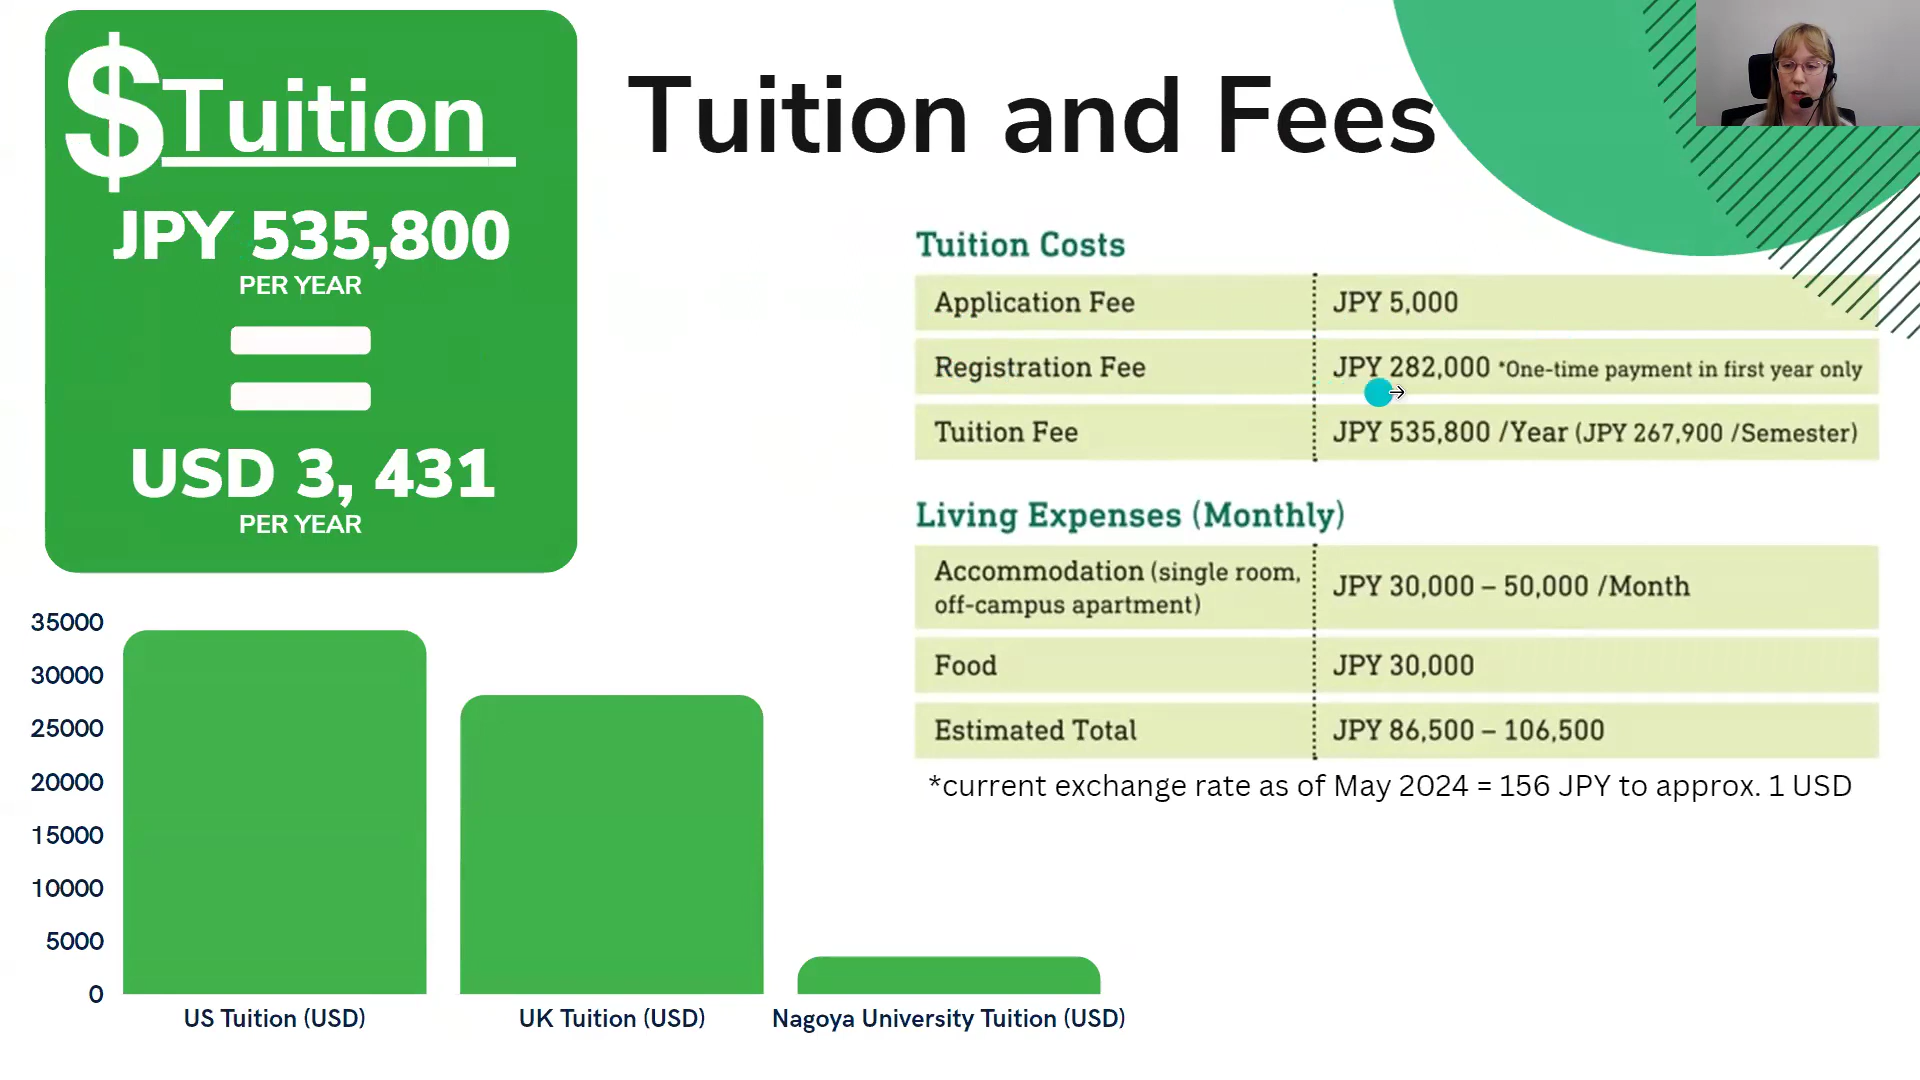 $Tuition
JPY 535,800
PER YEAR
USD 3, 431
PER YEAR
Tuition and Fees
Tuition Costs
Application Fee JPY 5,000
Registration Fee JPY 282,000 *One-time payment in first year only
Tuition Fee JPY 535,800 /Year (JPY 267,900 /Semester)
Living Expenses (Monthly)
Accommodation (single room,
off-campus apartment) JPY 30,000 – 50,000 /Month
Food JPY 30,000
Estimated Total JPY 86,500 – 106,500
*current exchange rate as of May 2024 = 156 JPY to approx. 1 USD
35000
30000
25000
20000
15000
10000
5000
0
US Tuition (USD) UK Tuition (USD) Nagoya University Tuition (USD)